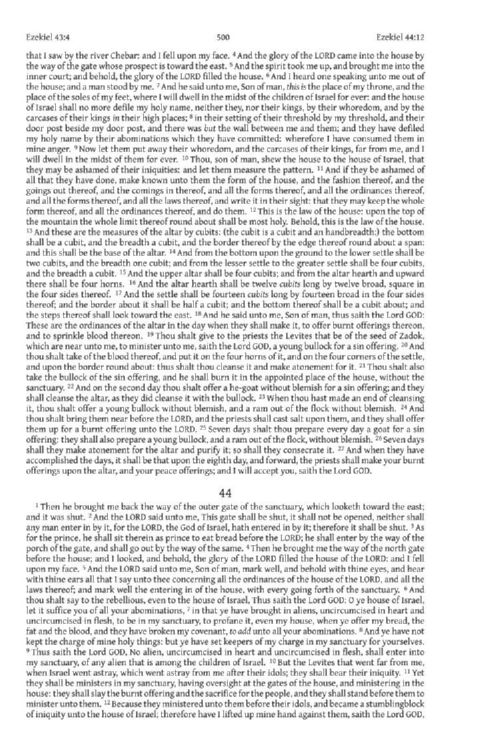 Ezekiel 43:4 500 Ezekiel 44:12
that I saw by the river Chebar: and I fell upon my face. 4 And the glory of the LORD came into the house by
the way of the gate whose prospect is toward the east. 5 And the spirit took me up, and brought me into the
inner court; and behold, the glory of the LORD filled the house. 6 And I heard one speaking unto me out of
the house; and a man stood by me. 7 And he said unto me, Son of man, this is the place of my throne, and the
place of the soles of my feet, where I will dwell in the midst of the children of Israel for ever: and the house
of Israel shall no more defile my holy name, neither they, nor their kings, by their whoredom, and by the
carcases of their kings in their high places; 8 in their setting of their threshold by my threshold, and their
door post beside my door post, and there was but the wall between me and them; and they have defiled
my holy name by their abominations which they have committed: wherefore I have consumed them in
mine anger. 9 Now let them put away their whoredom, and the carcases of their kings, far from me, and I
will dwell in the midst of them for ever. 10 Thou, son of man, shew the house to the house of Israel, that
they may be ashamed of their iniquities: and let them measure the pattern. 11 And if they be ashamed of
all that they have done, make known unto them the form of the house, and the fashion thereof, and the
goings out thereof, and the comings in thereof, and all the forms thereof, and all the ordinances thereof,
and all the forms thereof, and all the laws thereof, and write it in their sight: that they may keep the whole
form thereof, and all the ordinances thereof, and do them. 12 This is the law of the house: upon the top of
the mountain the whole limit thereof round about shall be most holy. Behold, this is the law of the house.
13 And these are the measures of the altar by cubits: (the cubit is a cubit and an handbreadth:) the bottom
shall be a cubit, and the breadth a cubit, and the border thereof by the edge thereof round about a span:
and this shall be the base of the altar. 14 And from the bottom upon the ground to the lower settle shall be
two cubits, and the breadth one cubit; and from the lesser settle to the greater settle shall be four cubits,
and the breadth a cubit. 15 And the upper altar shall be four cubits; and from the altar hearth and upward
there shall be four horns. 16 And the altar hearth shall be twelve cubits long by twelve broad, square in
the four sides thereof. 17 And the settle shall be fourteen cubits long by fourteen broad in the four sides
thereof; and the border about it shall be half a cubit; and the bottom thereof shall be a cubit about; and
the steps thereof shall look toward the east. 18 And he said unto me, Son of man, thus saith the Lord GOD:
These are the ordinances of the altar in the day when they shall make it, to offer burnt offerings thereon,
and to sprinkle blood thereon. 19 Thou shalt give to the priests the Levites that be of the seed of Zadok,
which are near unto me, to minister unto me, saith the Lord GOD, a young bullock for a sin offering. 20 And
thou shalt take of the blood thereof, and put it on the four horns of it, and on the four corners of the settle,
and upon the border round about: thus shalt thou cleanse it and make atonement for it. 21 Thou shalt also
take the bullock of the sin offering, and he shall burn it in the appointed place of the house, without the
sanctuary. 22 And on the second day thou shalt offer a he-goat without blemish for a sin offering; and they
shall cleanse the altar, as they did cleanse it with the bullock. 23 When thou hast made an end of cleansing
it, thou shalt offer a young bullock without blemish, and a ram out of the flock without blemish. 24 And
thou shalt bring them near before the LORD, and the priests shall cast salt upon them, and they shall offer
them up for a burnt offering unto the LORD. 25 Seven days shalt thou prepare every day a goat for a sin
offering: they shall also prepare a young bullock, and a ram out of the flock, without blemish. 26 Seven days
shall they make atonement for the altar and purify it; so shall they consecrate it. 27 And when they have
accomplished the days, it shall be that upon the eighth day, and forward, the priests shall make your burnt
offerings upon the altar, and your peace offerings; and I will accept you, saith the Lord GOD.
44
1 Then he brought me back the way of the outer gate of the sanctuary, which looketh toward the east;
and it was shut. 2 And the LORD said unto me, This gate shall be shut, it shall not be opened, neither shall
any man enter in by it, for the LORD, the God of Israel, hath entered in by it; therefore it shall be shut. 3 As
for the prince, he shall sit therein as prince to eat bread before the LORD; he shall enter by the way of the
porch of the gate, and shall go out by the way of the same. 4 Then he brought me the way of the north gate
before the house; and I looked, and behold, the glory of the LORD filled the house of the LORD: and I fell
upon my face. 5 And the LORD said unto me, Son of man, mark well, and behold with thine eyes, and hear
with thine ears all that I say unto thee concerning all the ordinances of the house of the LORD, and all the
laws thereof; and mark well the entering in of the house, with every going forth of the sanctuary. 6 And
thou shalt say to the rebellious, even to the house of Israel, Thus saith the Lord GOD: O ye house of Israel,
let it suffice you of all your abominations, 7 in that ye have brought in aliens, uncircumcised in heart and
uncircumcised in flesh, to be in my sanctuary, to profane it, even my house, when ye offer my bread, the
fat and the blood, and they have broken my covenant, to add unto all your abominations. 8 And ye have not
kept the charge of mine holy things: but ye have set keepers of my charge in my sanctuary for yourselves.
9 Thus saith the Lord GOD, No alien, uncircumcised in heart and uncircumcised in flesh, shall enter into
my sanctuary, of any alien that is among the children of Israel. 10 But the Levites that went far from me,
when Israel went astray, which went astray from me after their idols; they shall bear their iniquity. 11 Yet
they shall be ministers in my sanctuary, having oversight at the gates of the house, and ministering in the
house: they shall slay the burnt offering and the sacrifice for the people, and they shall stand before them to
minister unto them. 12 Because they ministered unto them before their idols, and became a stumblingblock
of iniquity unto the house of Israel; therefore have I lifted up mine hand against them, saith the Lord GOD,